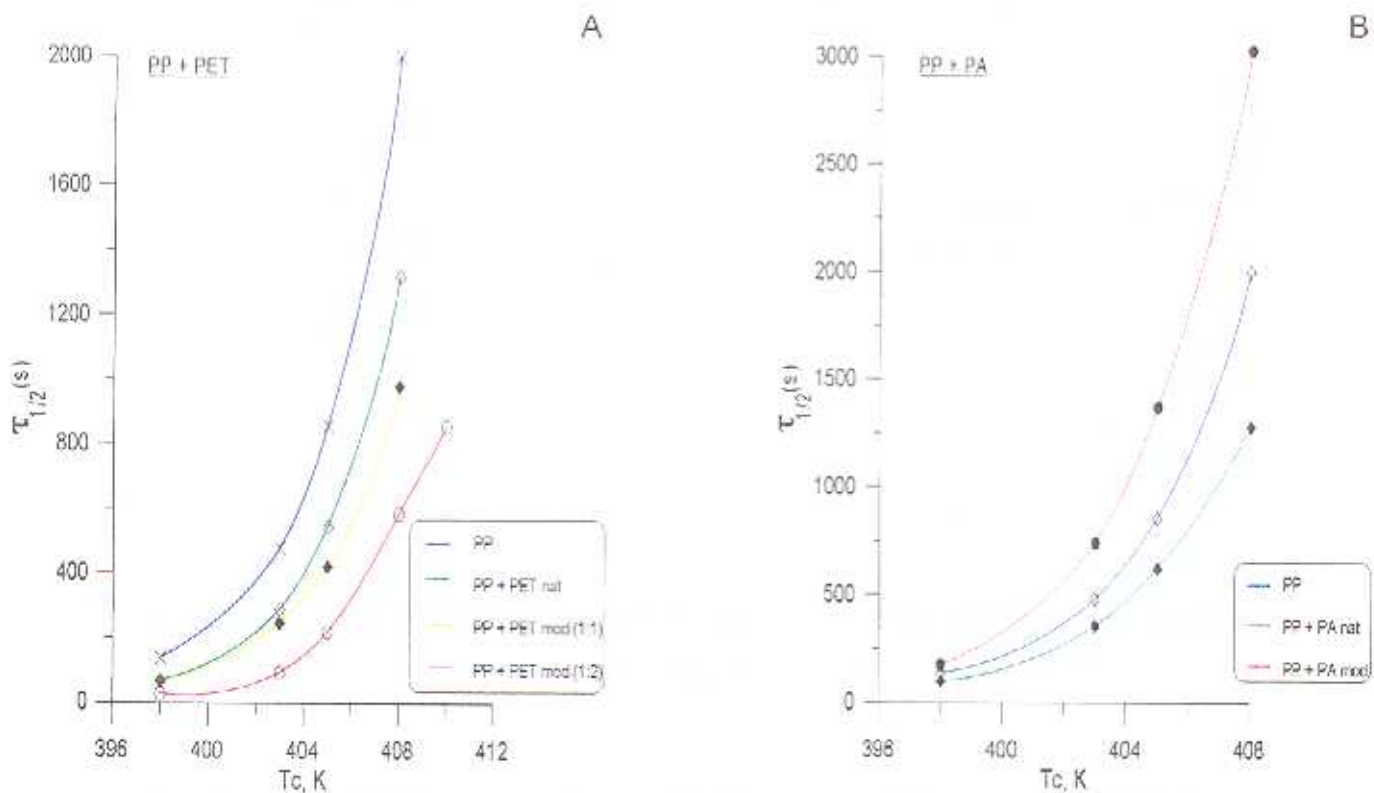 A
PP + PET
2000
1600
1200
800
400
0
τ1/2(s)
396
400
404
408
412
Tc, K
PP
PP + PET nat
PP + PET mod (1:1)
PP + PET mod (1:2)
B
PP + PA
3000
2500
2000
1500
1000
500
0
τ1/2(s)
396
400
404
408
Tc, K
PP
PP + PA nat
PP + PA mod